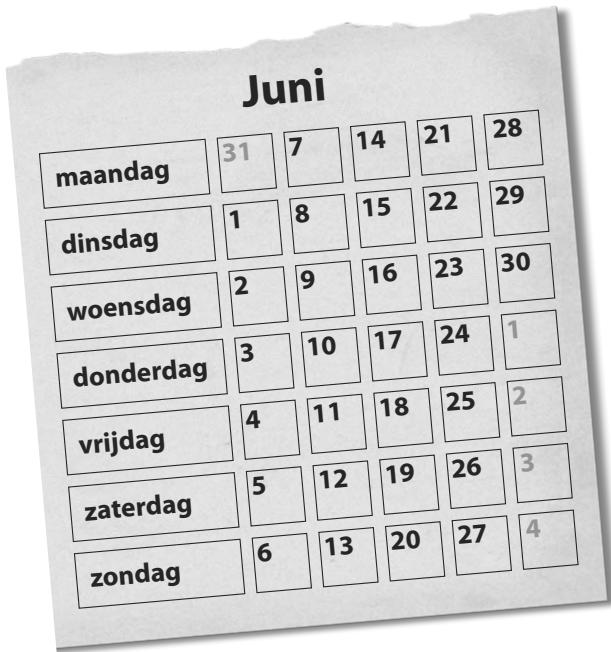 Juni
maandag 31 7 14 21 28
dinsdag 1 8 15 22 29
woensdag 2 9 16 23 30
donderdag 3 10 17 24 1
vrijdag 4 11 18 25 2
zaterdag 5 12 19 26 3
zondag 6 13 20 27 4